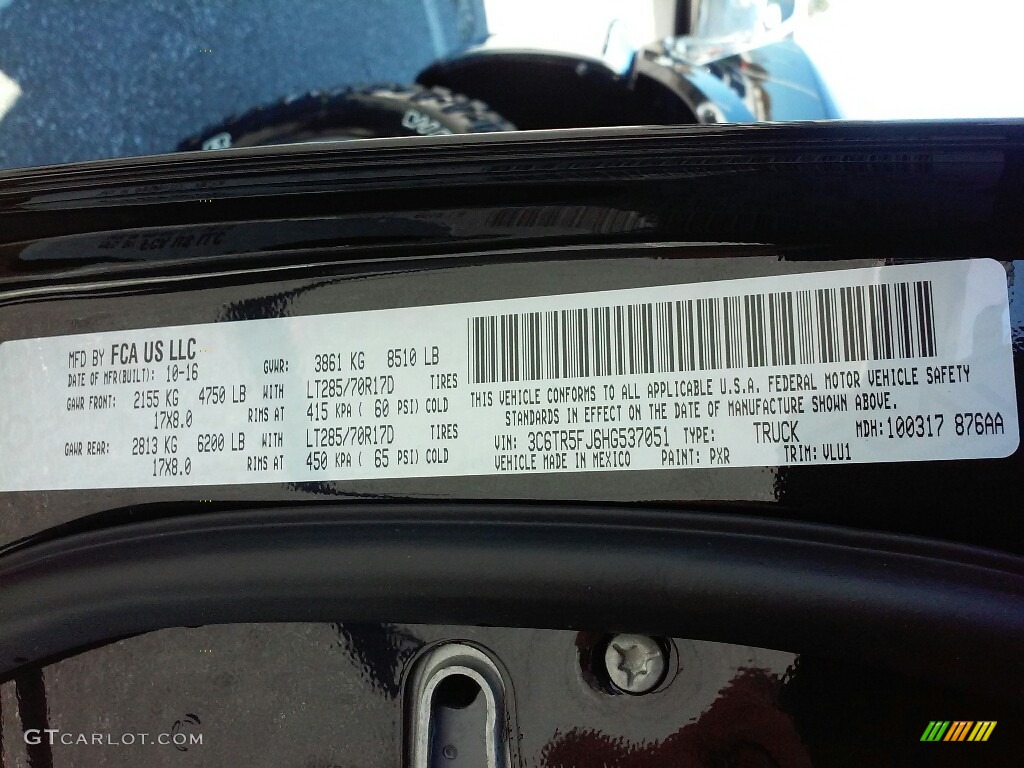 MFD BY FCA US LLC
DATE OF MFR(BUILT): 10-16
GVWR: 3861 KG 8510 LB
GAWR FRONT: 2155 KG 4750 LB WITH LT285/70R17D TIRES
17X8.0 RIMS AT 415 KPA ( 60 PSI) COLD
GAWR REAR: 2813 KG 6200 LB WITH LT285/70R17D TIRES
17X8.0 RIMS AT 450 KPA ( 65 PSI) COLD
THIS VEHICLE CONFORMS TO ALL APPLICABLE U.S.A. FEDERAL MOTOR VEHICLE SAFETY
STANDARDS IN EFFECT ON THE DATE OF MANUFACTURE SHOWN ABOVE.
VIN: 3C6TR5FJ6HG537051 TYPE: TRUCK MDH:100317 876AA
VEHICLE MADE IN MEXICO PAINT: PXR TRIM: VLU1
GTCARLOT.COM